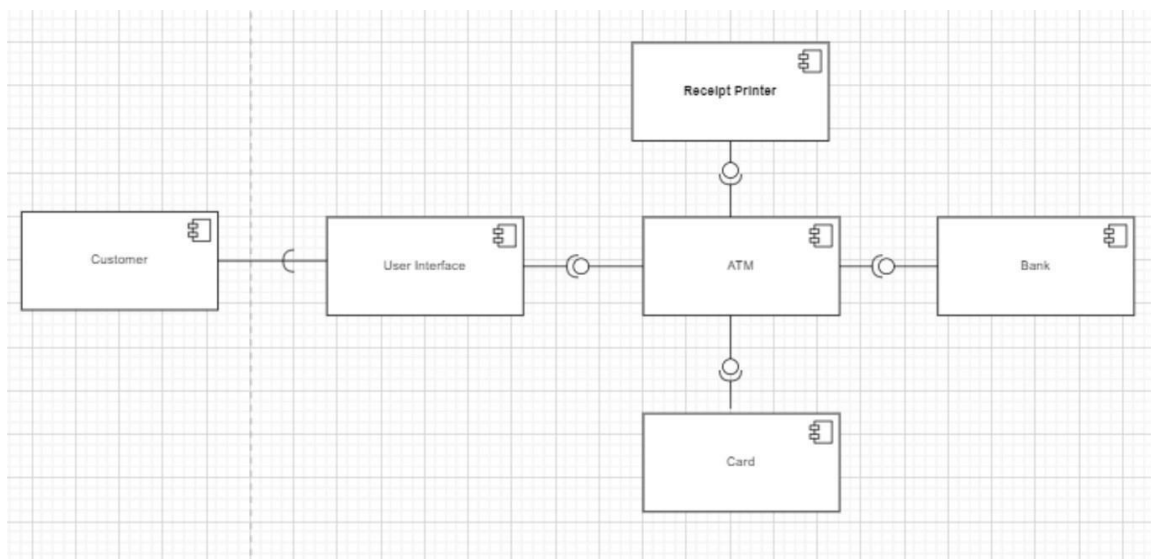 Receipt Printer
Customer
User Interface
ATM
Bank
Card